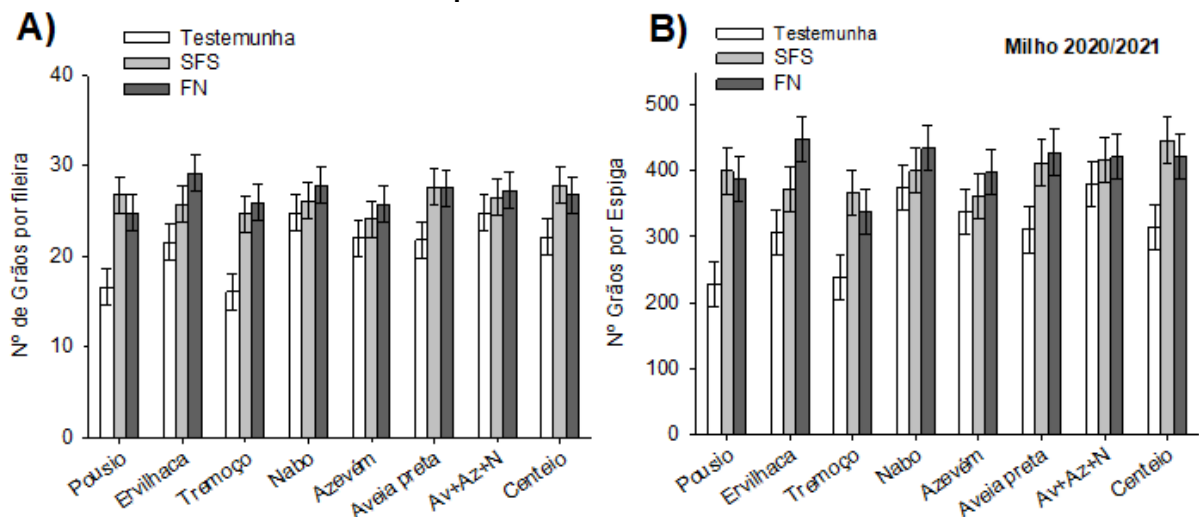 A)
Testemunha
SFS
FN
Nº de Grãos por fileira
40
30
20
10
0
Pousio
Ervilhaca
Tremoço
Nabo
Azevém
Aveia preta
Av+Az+N
Centeio
B)
Testemunha
SFS
FN
Milho 2020/2021
Nº Grãos por Espiga
500
400
300
200
100
0
Pousio
Ervilhaca
Tremoço
Nabo
Azevém
Aveia preta
Av+Az+N
Centeio